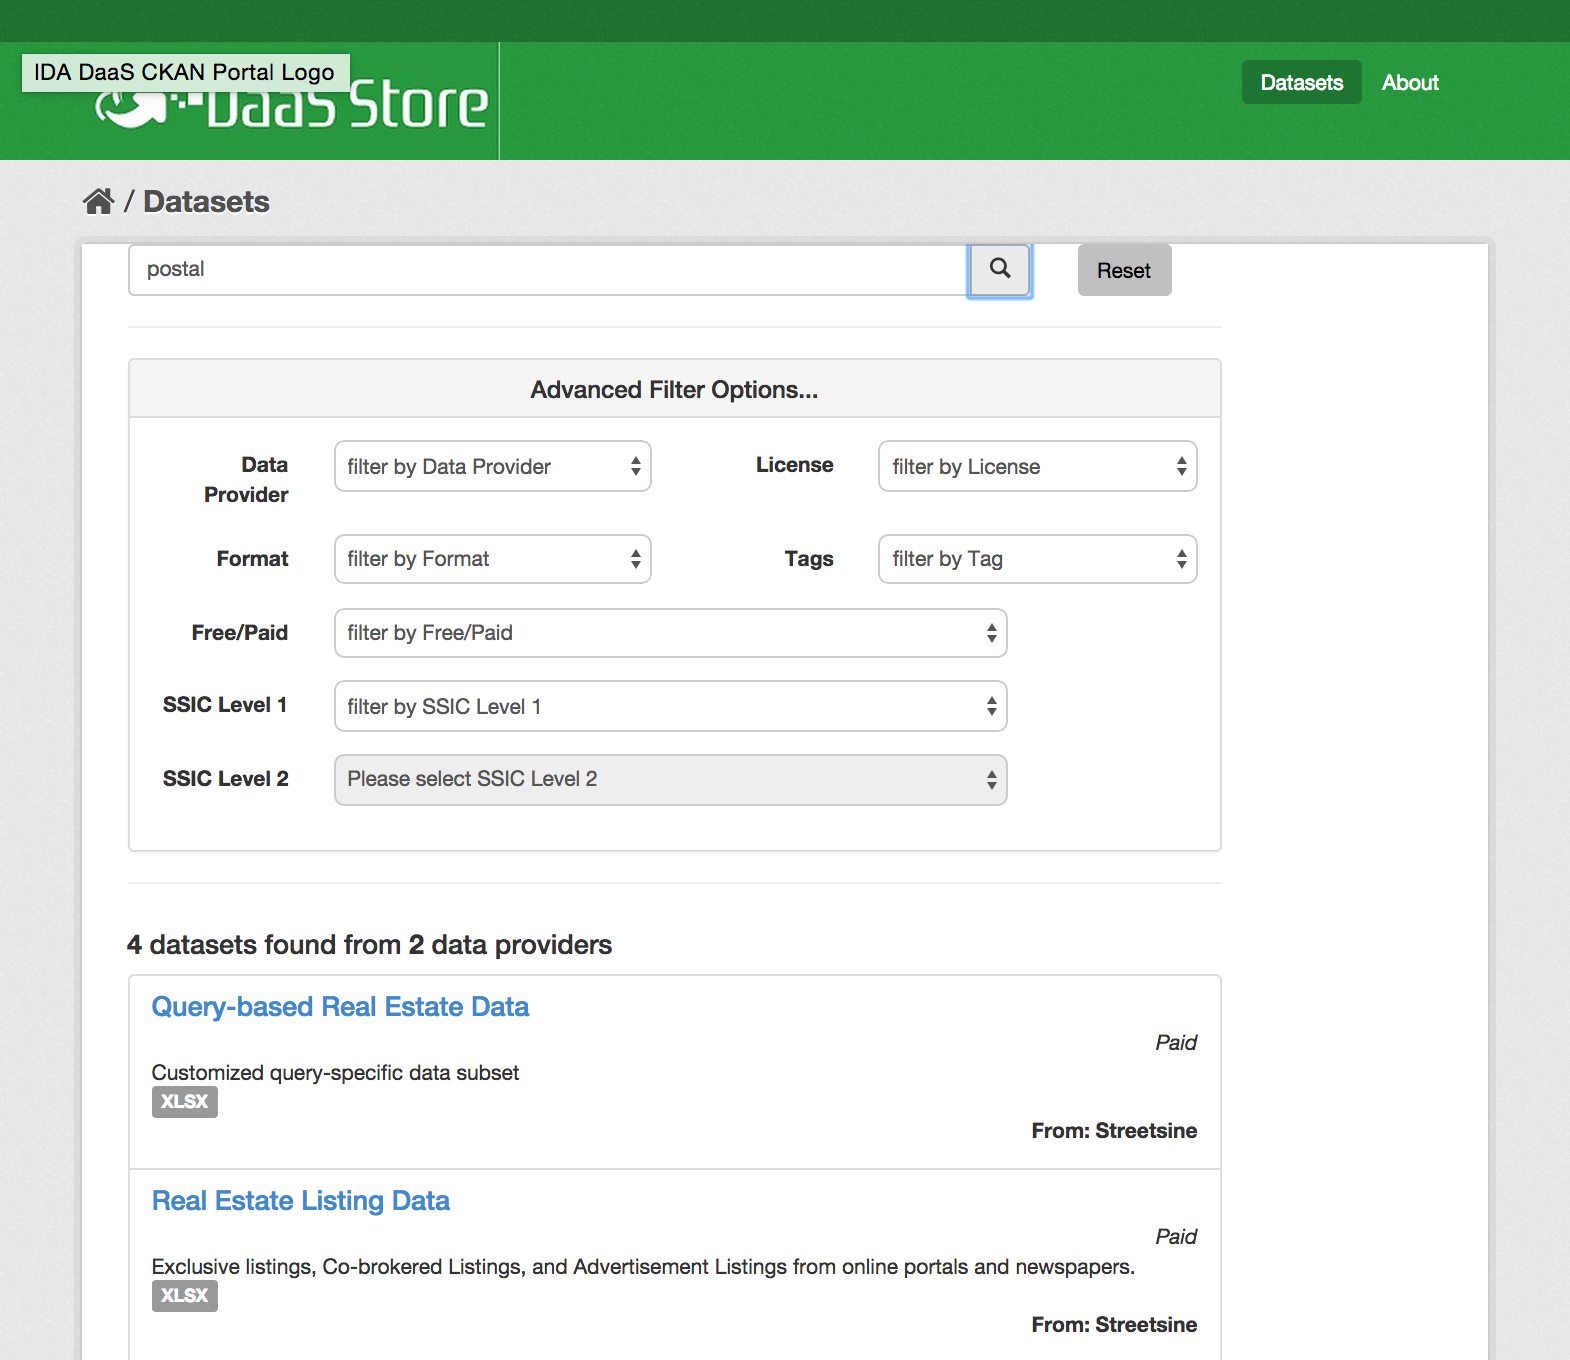 IDA DaaS CKAN Portal Logo
DaaS Store
Datasets
About
/ Datasets
postal
Reset
Advanced Filter Options...
Data Provider
filter by Data Provider
License
filter by License
Format
filter by Format
Tags
filter by Tag
Free/Paid
filter by Free/Paid
SSIC Level 1
filter by SSIC Level 1
SSIC Level 2
Please select SSIC Level 2
4 datasets found from 2 data providers
Query-based Real Estate Data
Paid
Customized query-specific data subset
XLSX
From: Streetsine
Real Estate Listing Data
Paid
Exclusive listings, Co-brokered Listings, and Advertisement Listings from online portals and newspapers.
XLSX
From: Streetsine